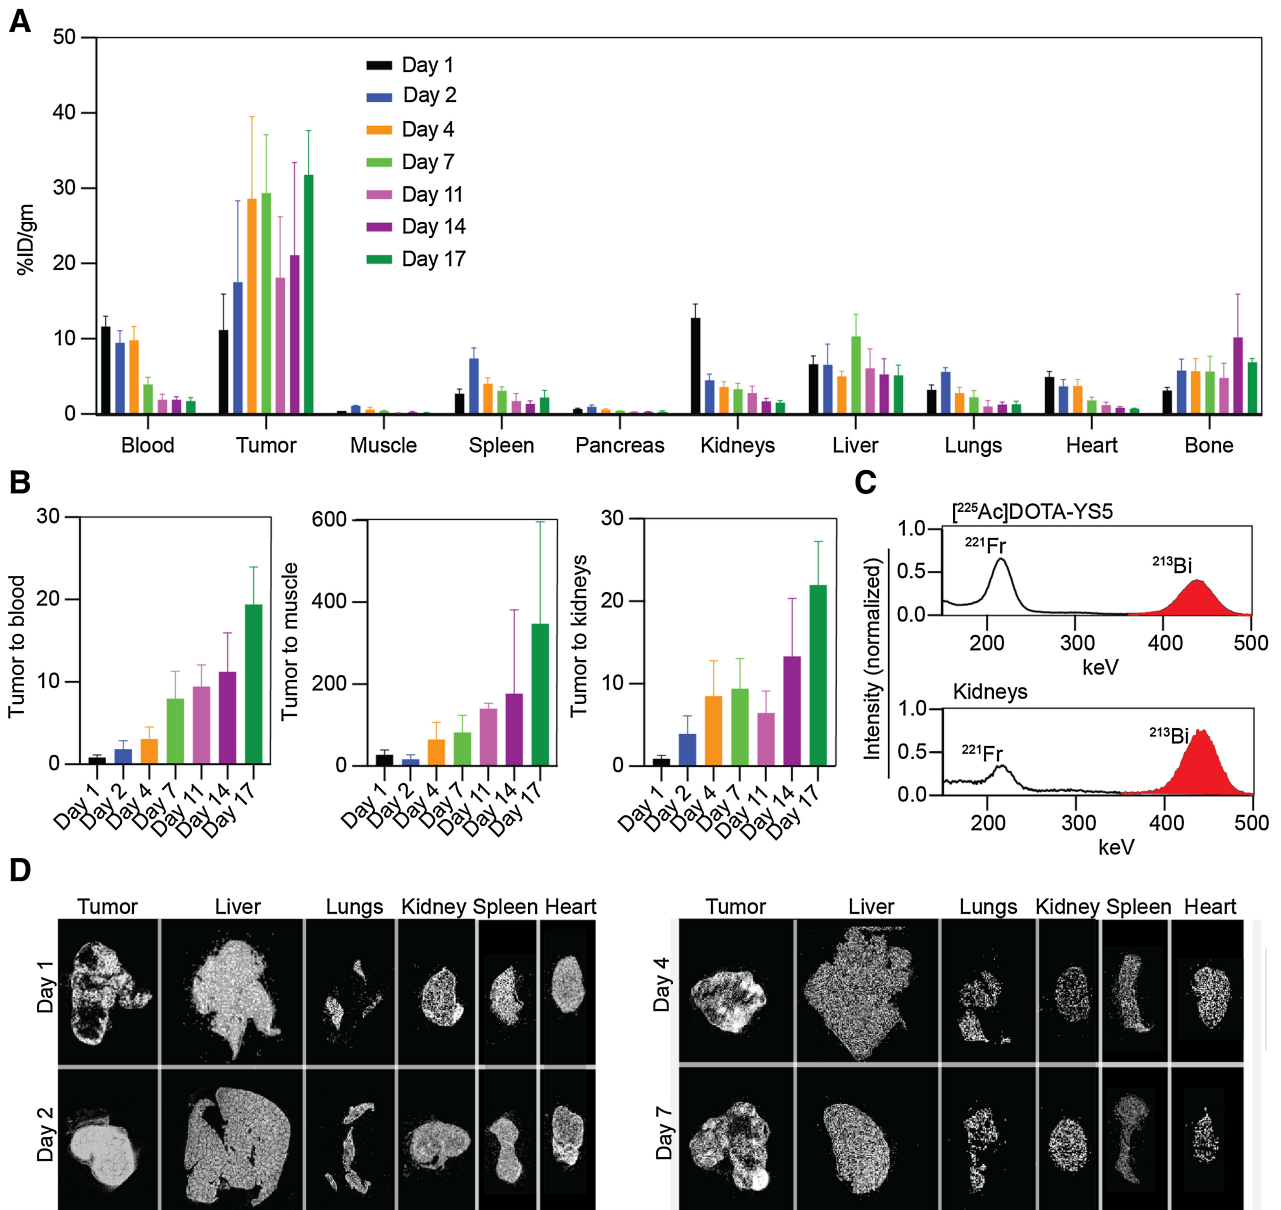 A
50
40
30
20
10
0
%ID/gm
Day 1
Day 2
Day 4
Day 7
Day 11
Day 14
Day 17
Blood Tumor Muscle Spleen Pancreas Kidneys Liver Lungs Heart Bone
B
30
20
10
0
Tumor to blood
Day 1 Day 2 Day 4 Day 7 Day 11 Day 14 Day 17
600
400
200
0
Tumor to muscle
Day 1 Day 2 Day 4 Day 7 Day 11 Day 14 Day 17
30
20
10
0
Tumor to kidneys
Day 1 Day 2 Day 4 Day 7 Day 11 Day 14 Day 17
C
Intensity (normalized)
[²²⁵Ac]DOTA-YS5
1.0
0.5
0.0
²²¹Fr
²¹³Bi
200 300 400 500
keV
Kidneys
1.0
0.5
0.0
²²¹Fr
²¹³Bi
200 300 400 500
keV
D
Tumor Liver Lungs Kidney Spleen Heart
Day 1
Day 2
Tumor Liver Lungs Kidney Spleen Heart
Day 4
Day 7